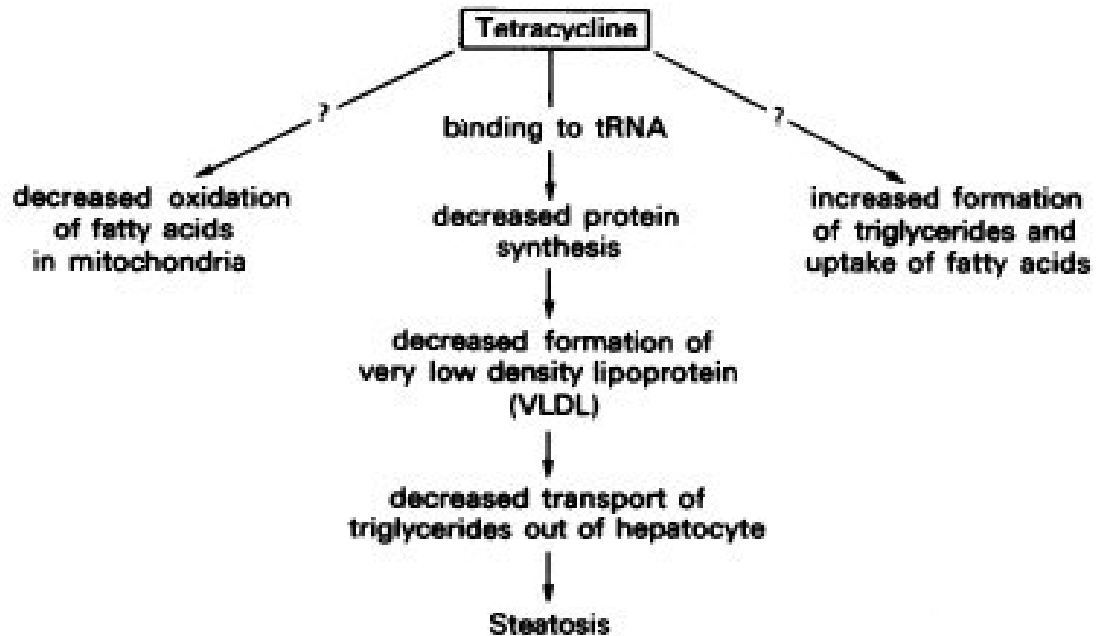 Tetracycline
?
?
binding to tRNA
decreased oxidation
of fatty acids
in mitochondria
decreased protein
synthesis
increased formation
of triglycerides and
uptake of fatty acids
decreased formation of
very low density lipoprotein
(VLDL)
decreased transport of
triglycerides out of hepatocyte
Steatosis